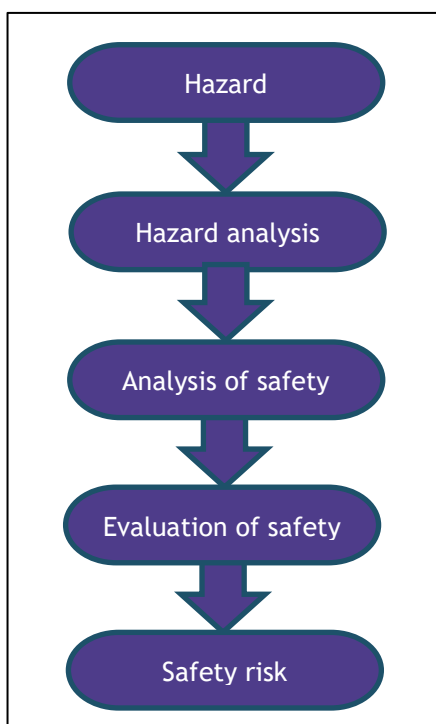 Hazard
Hazard analysis
Analysis of safety
Evaluation of safety
Safety risk